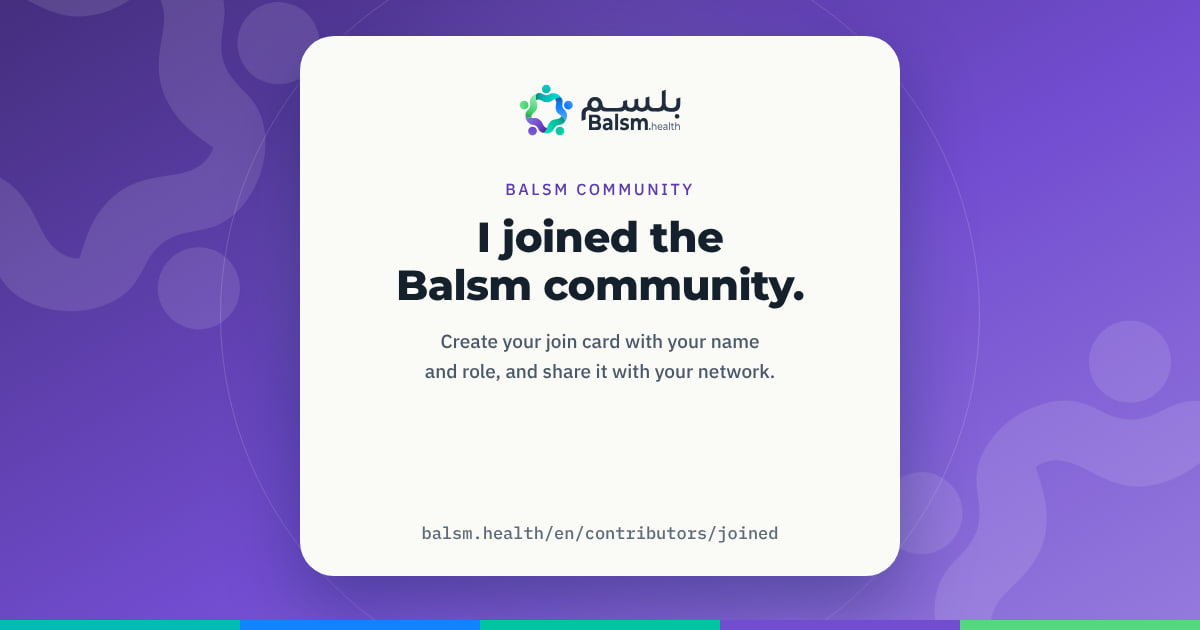 بلسم
Balsm.health
BALSM COMMUNITY
I joined the
Balsm community.
Create your join card with your name
and role, and share it with your network.
balsm.health/en/contributors/joined